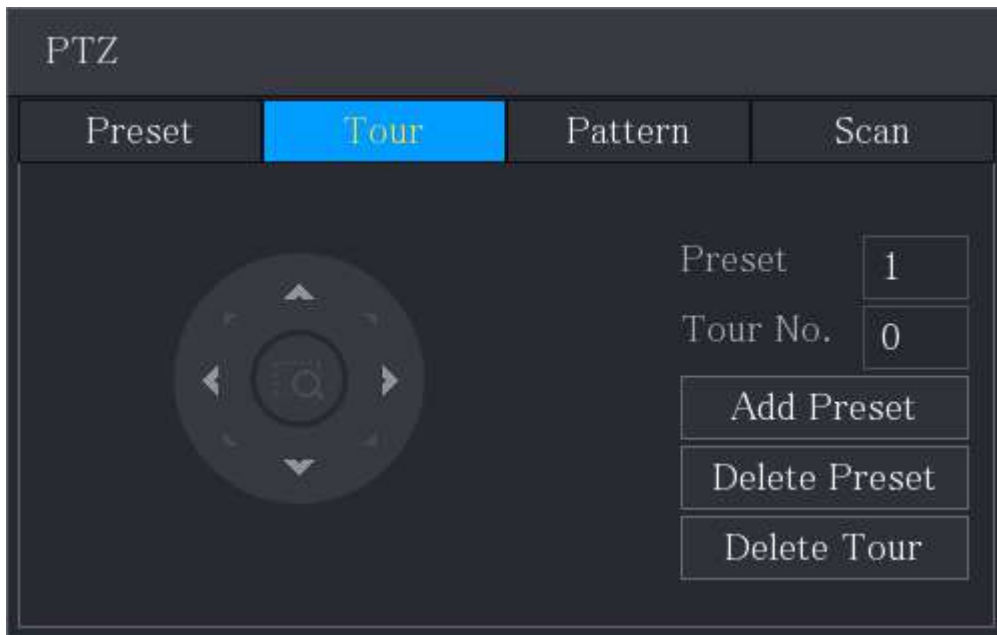 PTZ
Preset Tour Pattern Scan
Preset 1
Tour No. 0
Add Preset
Delete Preset
Delete Tour